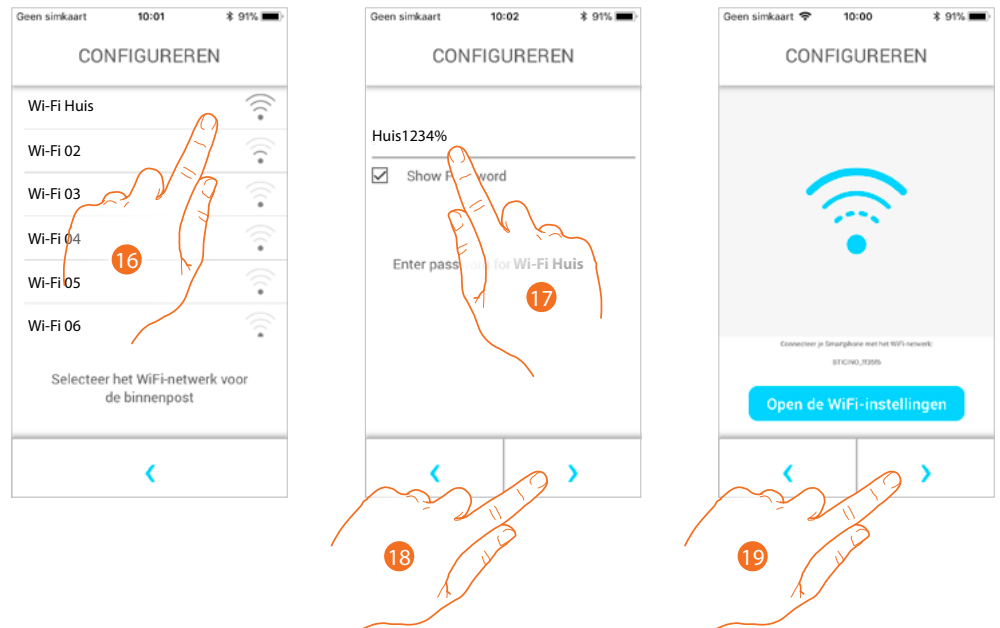 Geen simkaart 10:01 91%
CONFIGUREREN
Wi-Fi Huis
Wi-Fi 02
Wi-Fi 03
Wi-Fi 04
Wi-Fi 05
Wi-Fi 06
16
Selecteer het WiFi-netwerk voor
de binnenpost
Geen simkaart 10:02 91%
CONFIGUREREN
Huis1234%
Show P word
Enter pass for Wi-Fi Huis
17
18
Geen simkaart 10:00 91%
CONFIGUREREN
Connecteer je Smartphone met het WiFi-netwerk:
Open de WiFi-instellingen
19